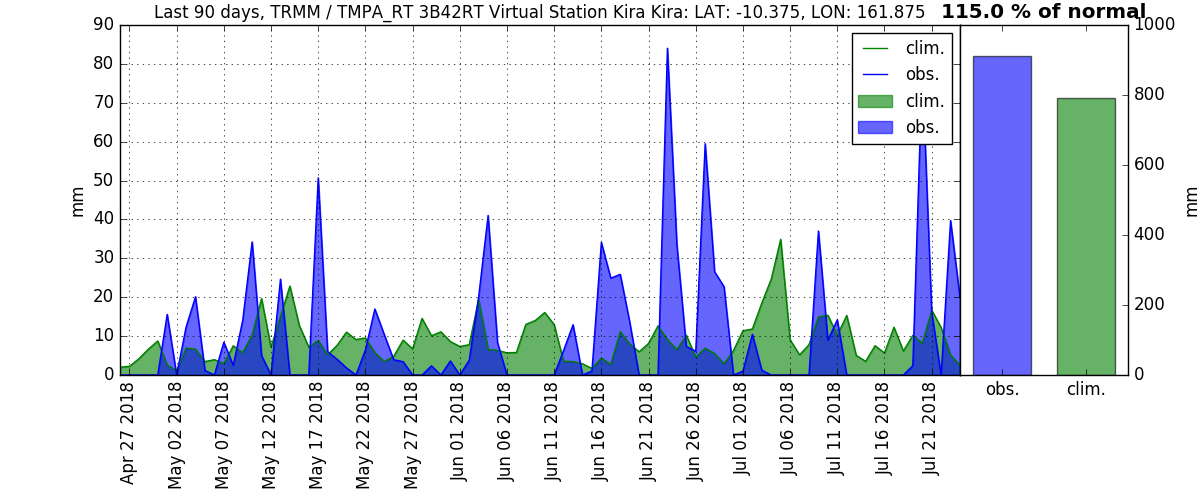 Last 90 days, TRMM / TMPA_RT 3B42RT Virtual Station Kira Kira: LAT: -10.375, LON: 161.875
115.0 % of normal
90
80
70
60
50
40
30
20
10
0
mm
clim.
obs.
clim.
obs.
1000
800
600
400
200
0
mm
Apr 27 2018
May 02 2018
May 07 2018
May 12 2018
May 17 2018
May 22 2018
May 27 2018
Jun 01 2018
Jun 06 2018
Jun 11 2018
Jun 16 2018
Jun 21 2018
Jun 26 2018
Jul 01 2018
Jul 06 2018
Jul 11 2018
Jul 16 2018
Jul 21 2018
obs.
clim.